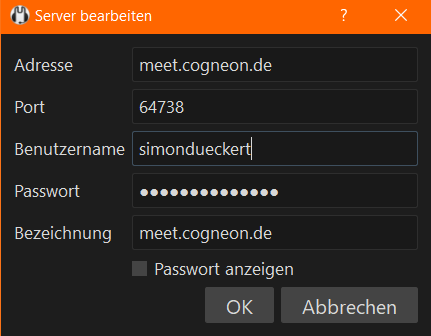 Server bearbeiten ?
Adresse meet.cogneon.de
Port 64738
Benutzername simondueckert
Passwort ●●●●●●●●●●●●●●
Bezeichnung meet.cogneon.de
Passwort anzeigen
OK Abbrechen